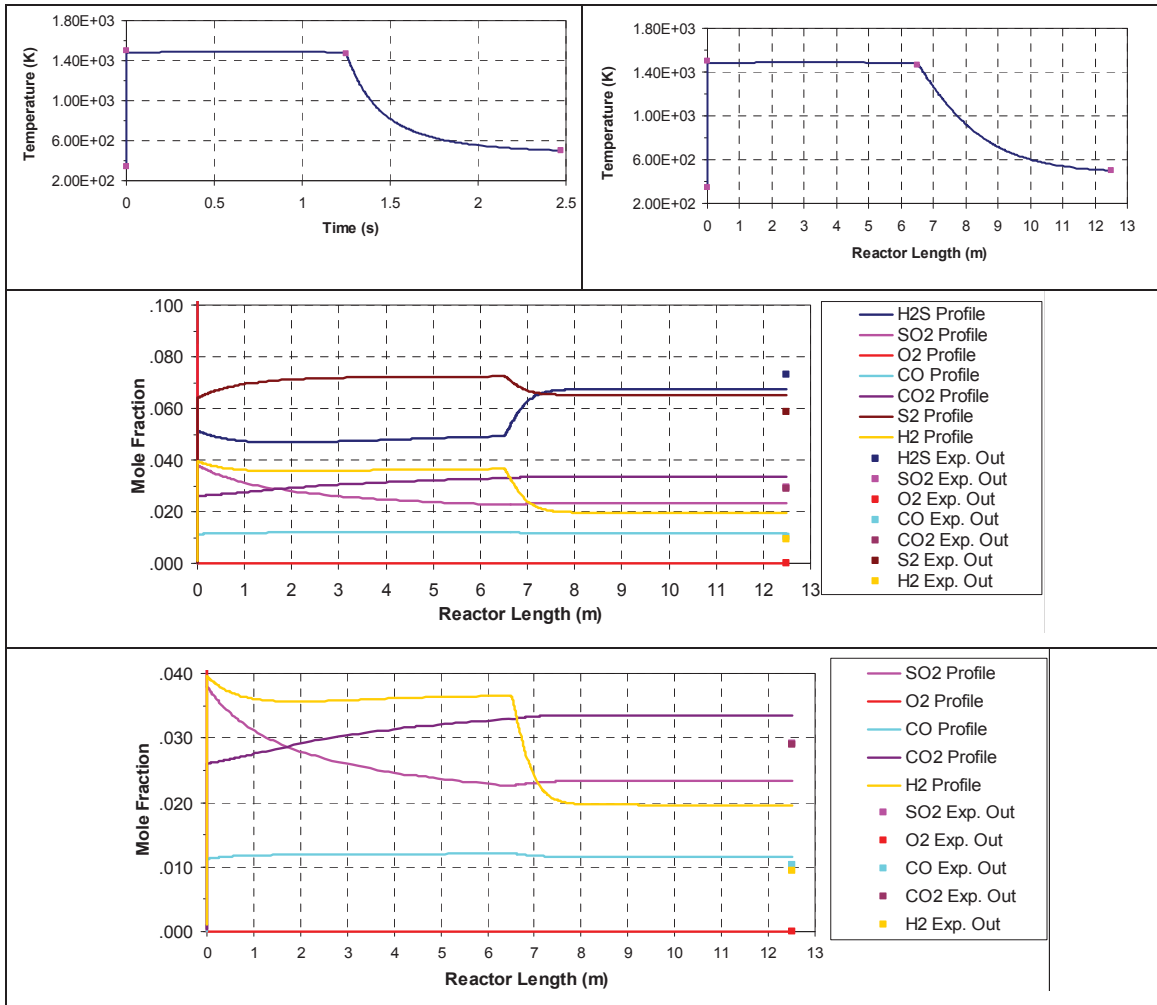 1.80E+03
1.40E+03
1.00E+03
6.00E+02
2.00E+02
Temperature (K)
0 0.5 1 1.5 2 2.5
Time (s)
1.80E+03
1.40E+03
1.00E+03
6.00E+02
2.00E+02
Temperature (K)
0 1 2 3 4 5 6 7 8 9 10 11 12 13
Reactor Length (m)
.100
.080
.060
.040
.020
.000
Mole Fraction
0 1 2 3 4 5 6 7 8 9 10 11 12 13
Reactor Length (m)
H2S Profile
SO2 Profile
O2 Profile
CO Profile
CO2 Profile
S2 Profile
H2 Profile
H2S Exp. Out
SO2 Exp. Out
O2 Exp. Out
CO Exp. Out
CO2 Exp. Out
S2 Exp. Out
H2 Exp. Out
.040
.030
.020
.010
.000
Mole Fraction
0 1 2 3 4 5 6 7 8 9 10 11 12 13
Reactor Length (m)
SO2 Profile
O2 Profile
CO Profile
CO2 Profile
H2 Profile
SO2 Exp. Out
O2 Exp. Out
CO Exp. Out
CO2 Exp. Out
H2 Exp. Out